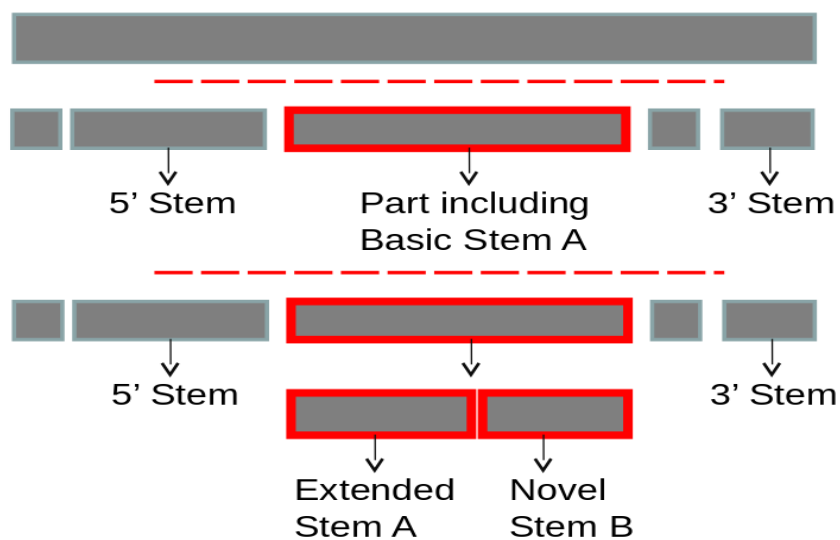 5’ Stem
Part including
Basic Stem A
3’ Stem
5’ Stem
3’ Stem
Extended
Stem A
Novel
Stem B